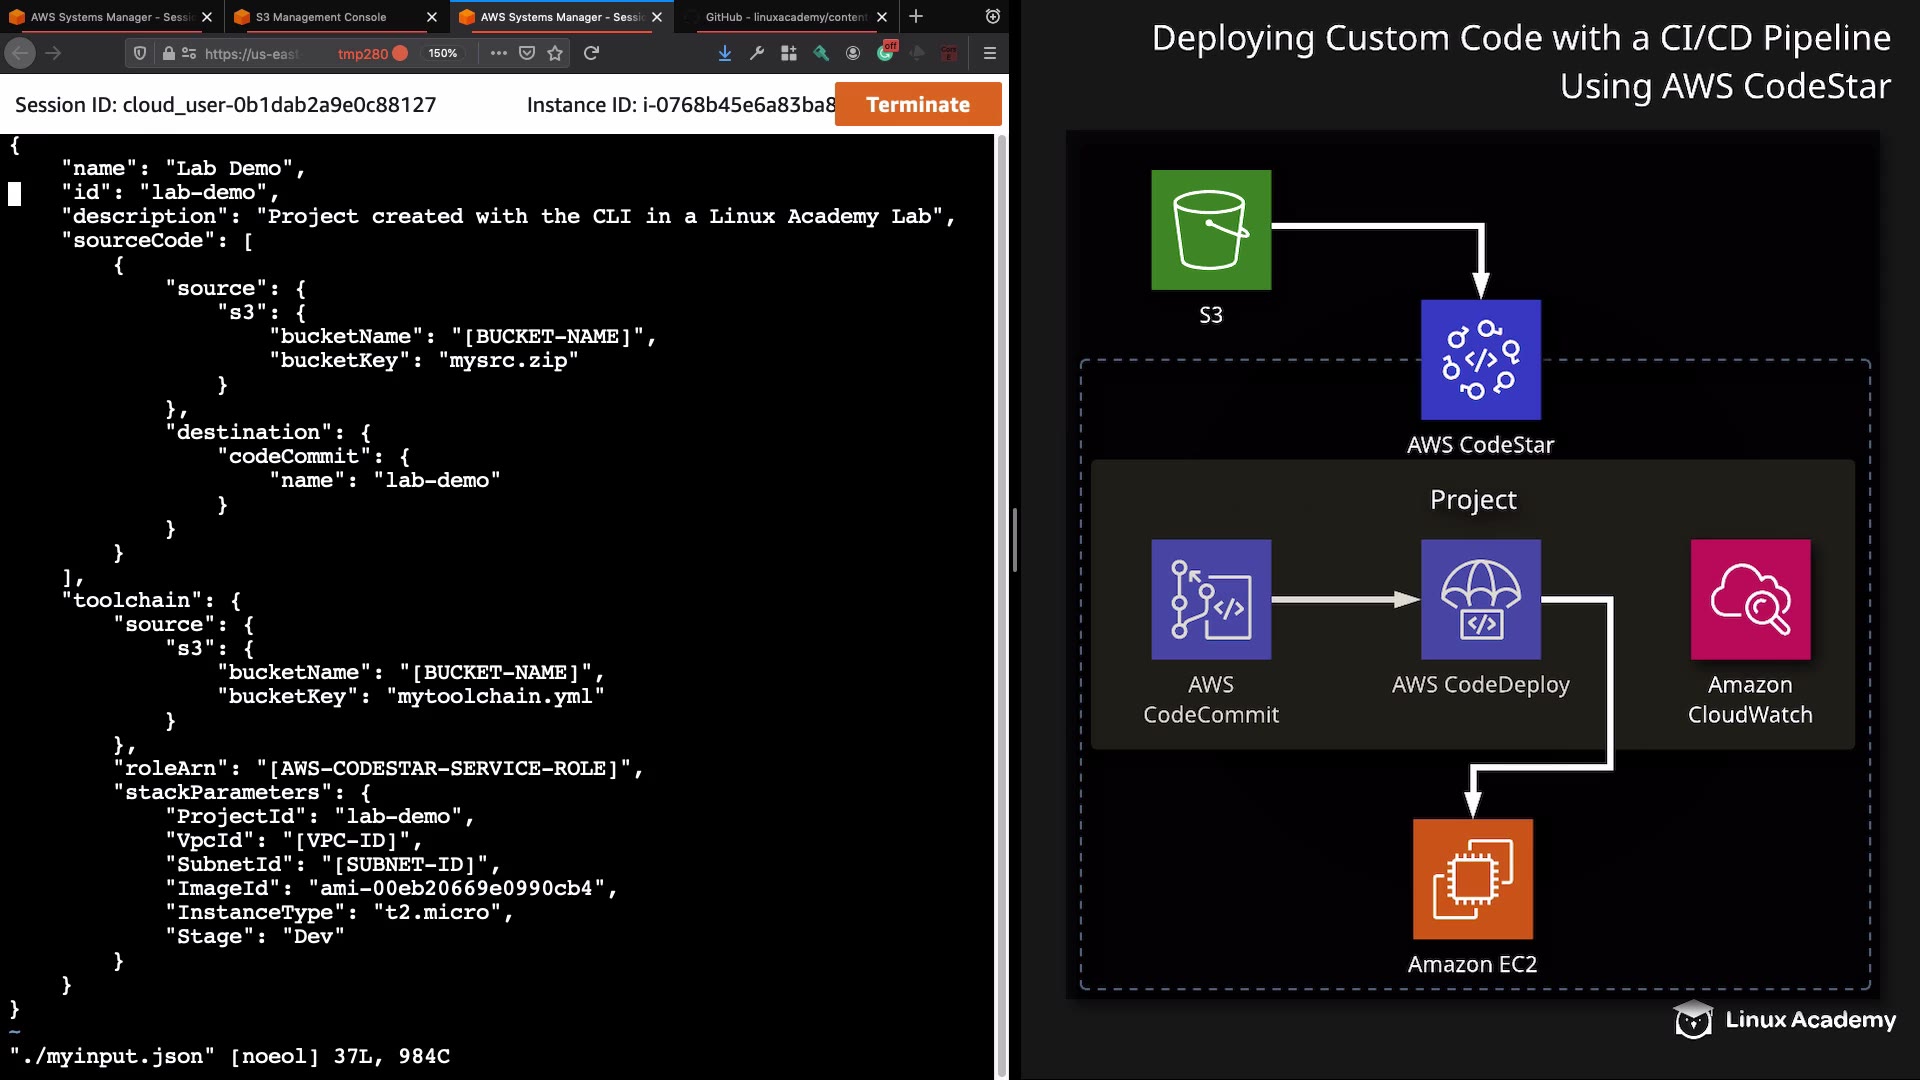 AWS Systems Manager - Sessi
S3 Management Console
AWS Systems Manager - Sessi
GitHub - linuxacademy/content
https://us-east
tmp280
150%
off
Session ID: cloud_user-0b1dab2a9e0c88127
Instance ID: i-0768b45e6a83ba8
Terminate
{
"name": "Lab Demo",
"id": "lab-demo",
"description": "Project created with the CLI in a Linux Academy Lab",
"sourceCode": [
{
"source": {
"s3": {
"bucketName": "[BUCKET-NAME]",
"bucketKey": "mysrc.zip"
}
},
"destination": {
"codeCommit": {
"name": "lab-demo"
}
}
}
],
"toolchain": {
"source": {
"s3": {
"bucketName": "[BUCKET-NAME]",
"bucketKey": "mytoolchain.yml"
}
},
"roleArn": "[AWS-CODESTAR-SERVICE-ROLE]",
"stackParameters": {
"ProjectId": "lab-demo",
"VpcId": "[VPC-ID]",
"SubnetId": "[SUBNET-ID]",
"ImageId": "ami-00eb20669e0990cb4",
"InstanceType": "t2.micro",
"Stage": "Dev"
}
}
}
~
"./myinput.json" [noeol] 37L, 984C
Deploying Custom Code with a CI/CD Pipeline
Using AWS CodeStar
S3
AWS CodeStar
Project
AWS
CodeCommit
AWS CodeDeploy
Amazon
CloudWatch
Amazon EC2
Linux Academy